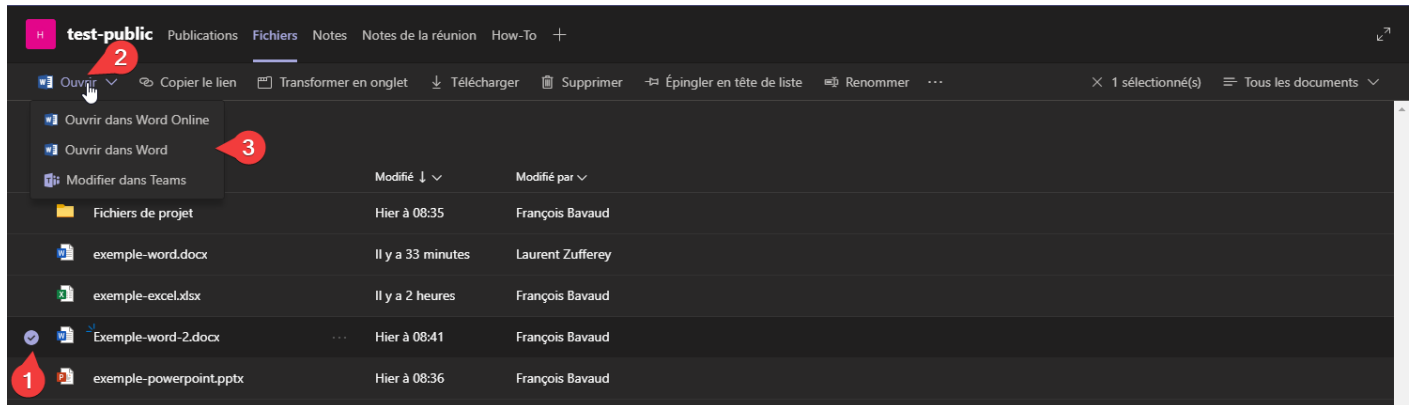 H test-public Publications Fichiers Notes Notes de la réunion How-To
2
Ouvrir Copier le lien Transformer en onglet Télécharger Supprimer Épingler en tête de liste Renommer ... 1 sélectionné(s) Tous les documents
Ouvrir dans Word Online
Ouvrir dans Word 3
Modifier dans Teams
Modifié Modifié par
Fichiers de projet Hier à 08:35 François Bavaud
exemple-word.docx Il y a 33 minutes Laurent Zufferey
exemple-excel.xlsx Il y a 2 heures François Bavaud
Exemple-word-2.docx ... Hier à 08:41 François Bavaud
1 exemple-powerpoint.pptx Hier à 08:36 François Bavaud